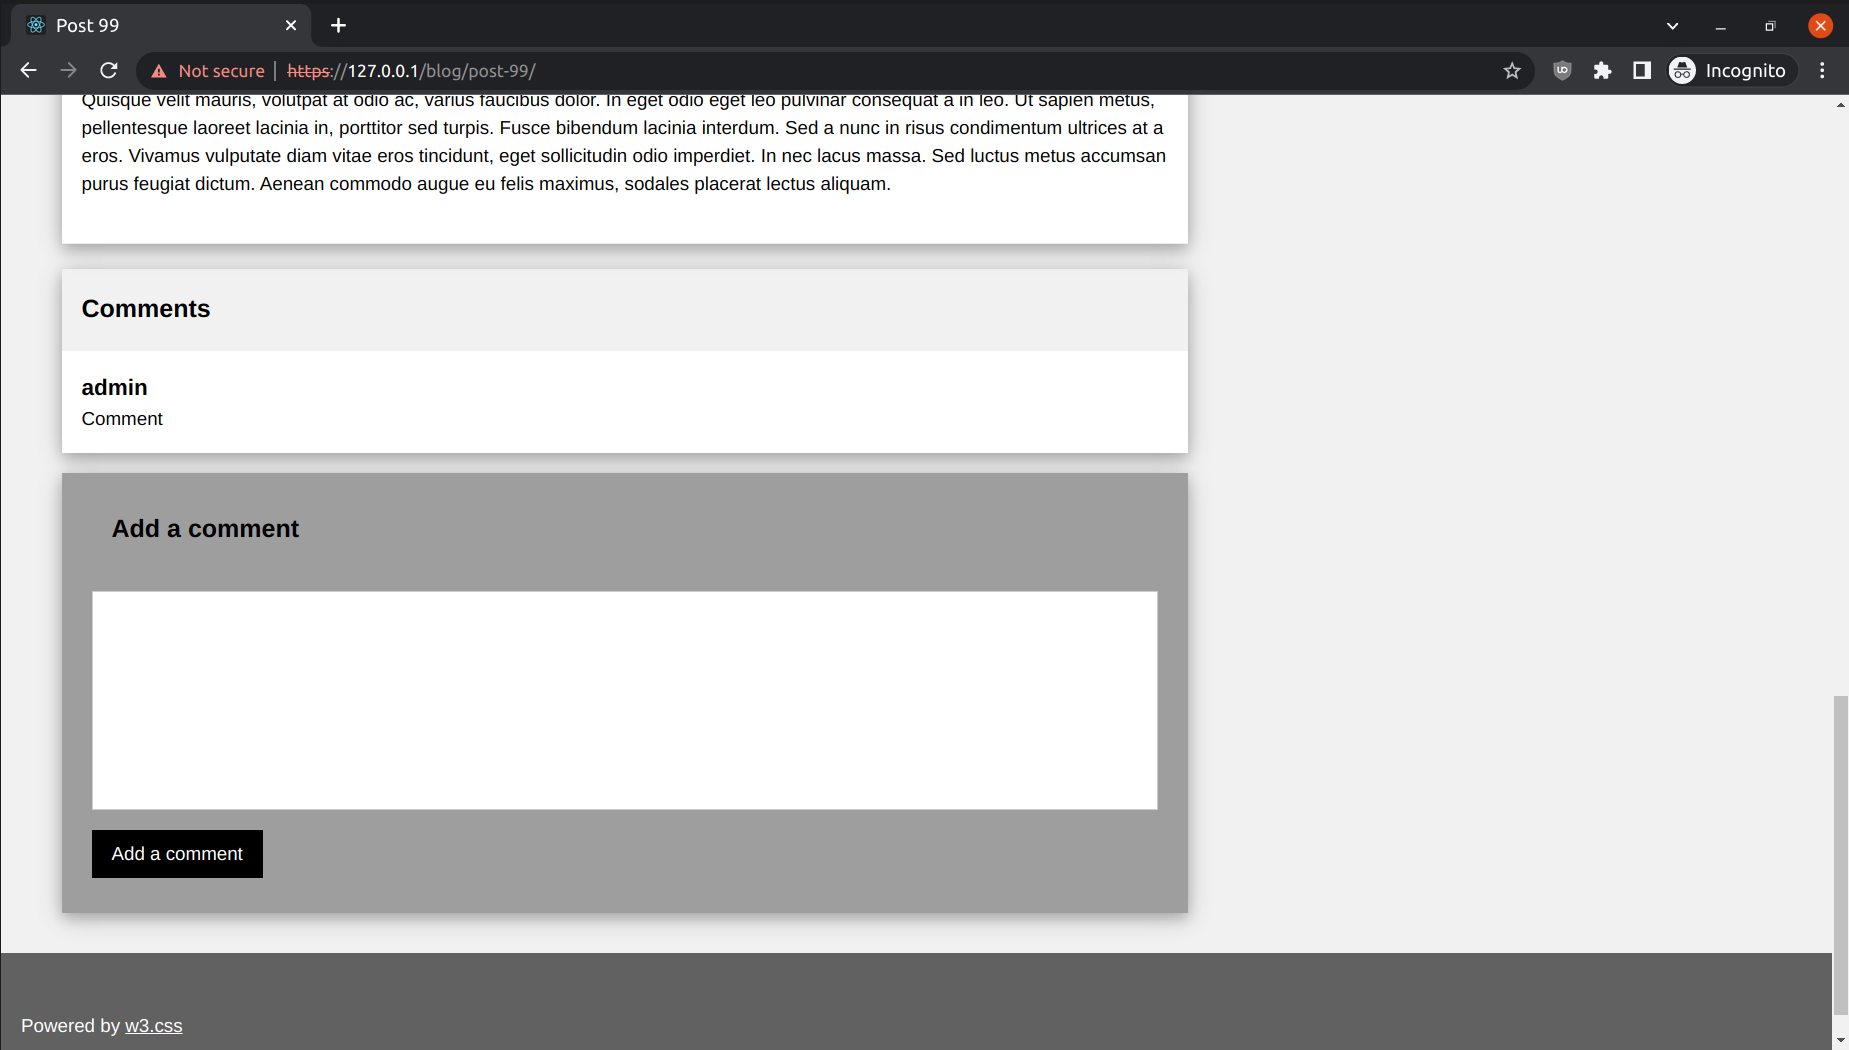 Post 99
Not secure
https://127.0.0.1/blog/post-99/
Incognito
Quisque velit mauris, volutpat at odio ac, varius faucibus dolor. In eget odio eget leo pulvinar consequat a in leo. Ut sapien metus,
pellentesque laoreet lacinia in, porttitor sed turpis. Fusce bibendum lacinia interdum. Sed a nunc in risus condimentum ultrices at a
eros. Vivamus vulputate diam vitae eros tincidunt, eget sollicitudin odio imperdiet. In nec lacus massa. Sed luctus metus accumsan
purus feugiat dictum. Aenean commodo augue eu felis maximus, sodales placerat lectus aliquam.
Comments
admin
Comment
Add a comment
Add a comment
Powered by w3.css